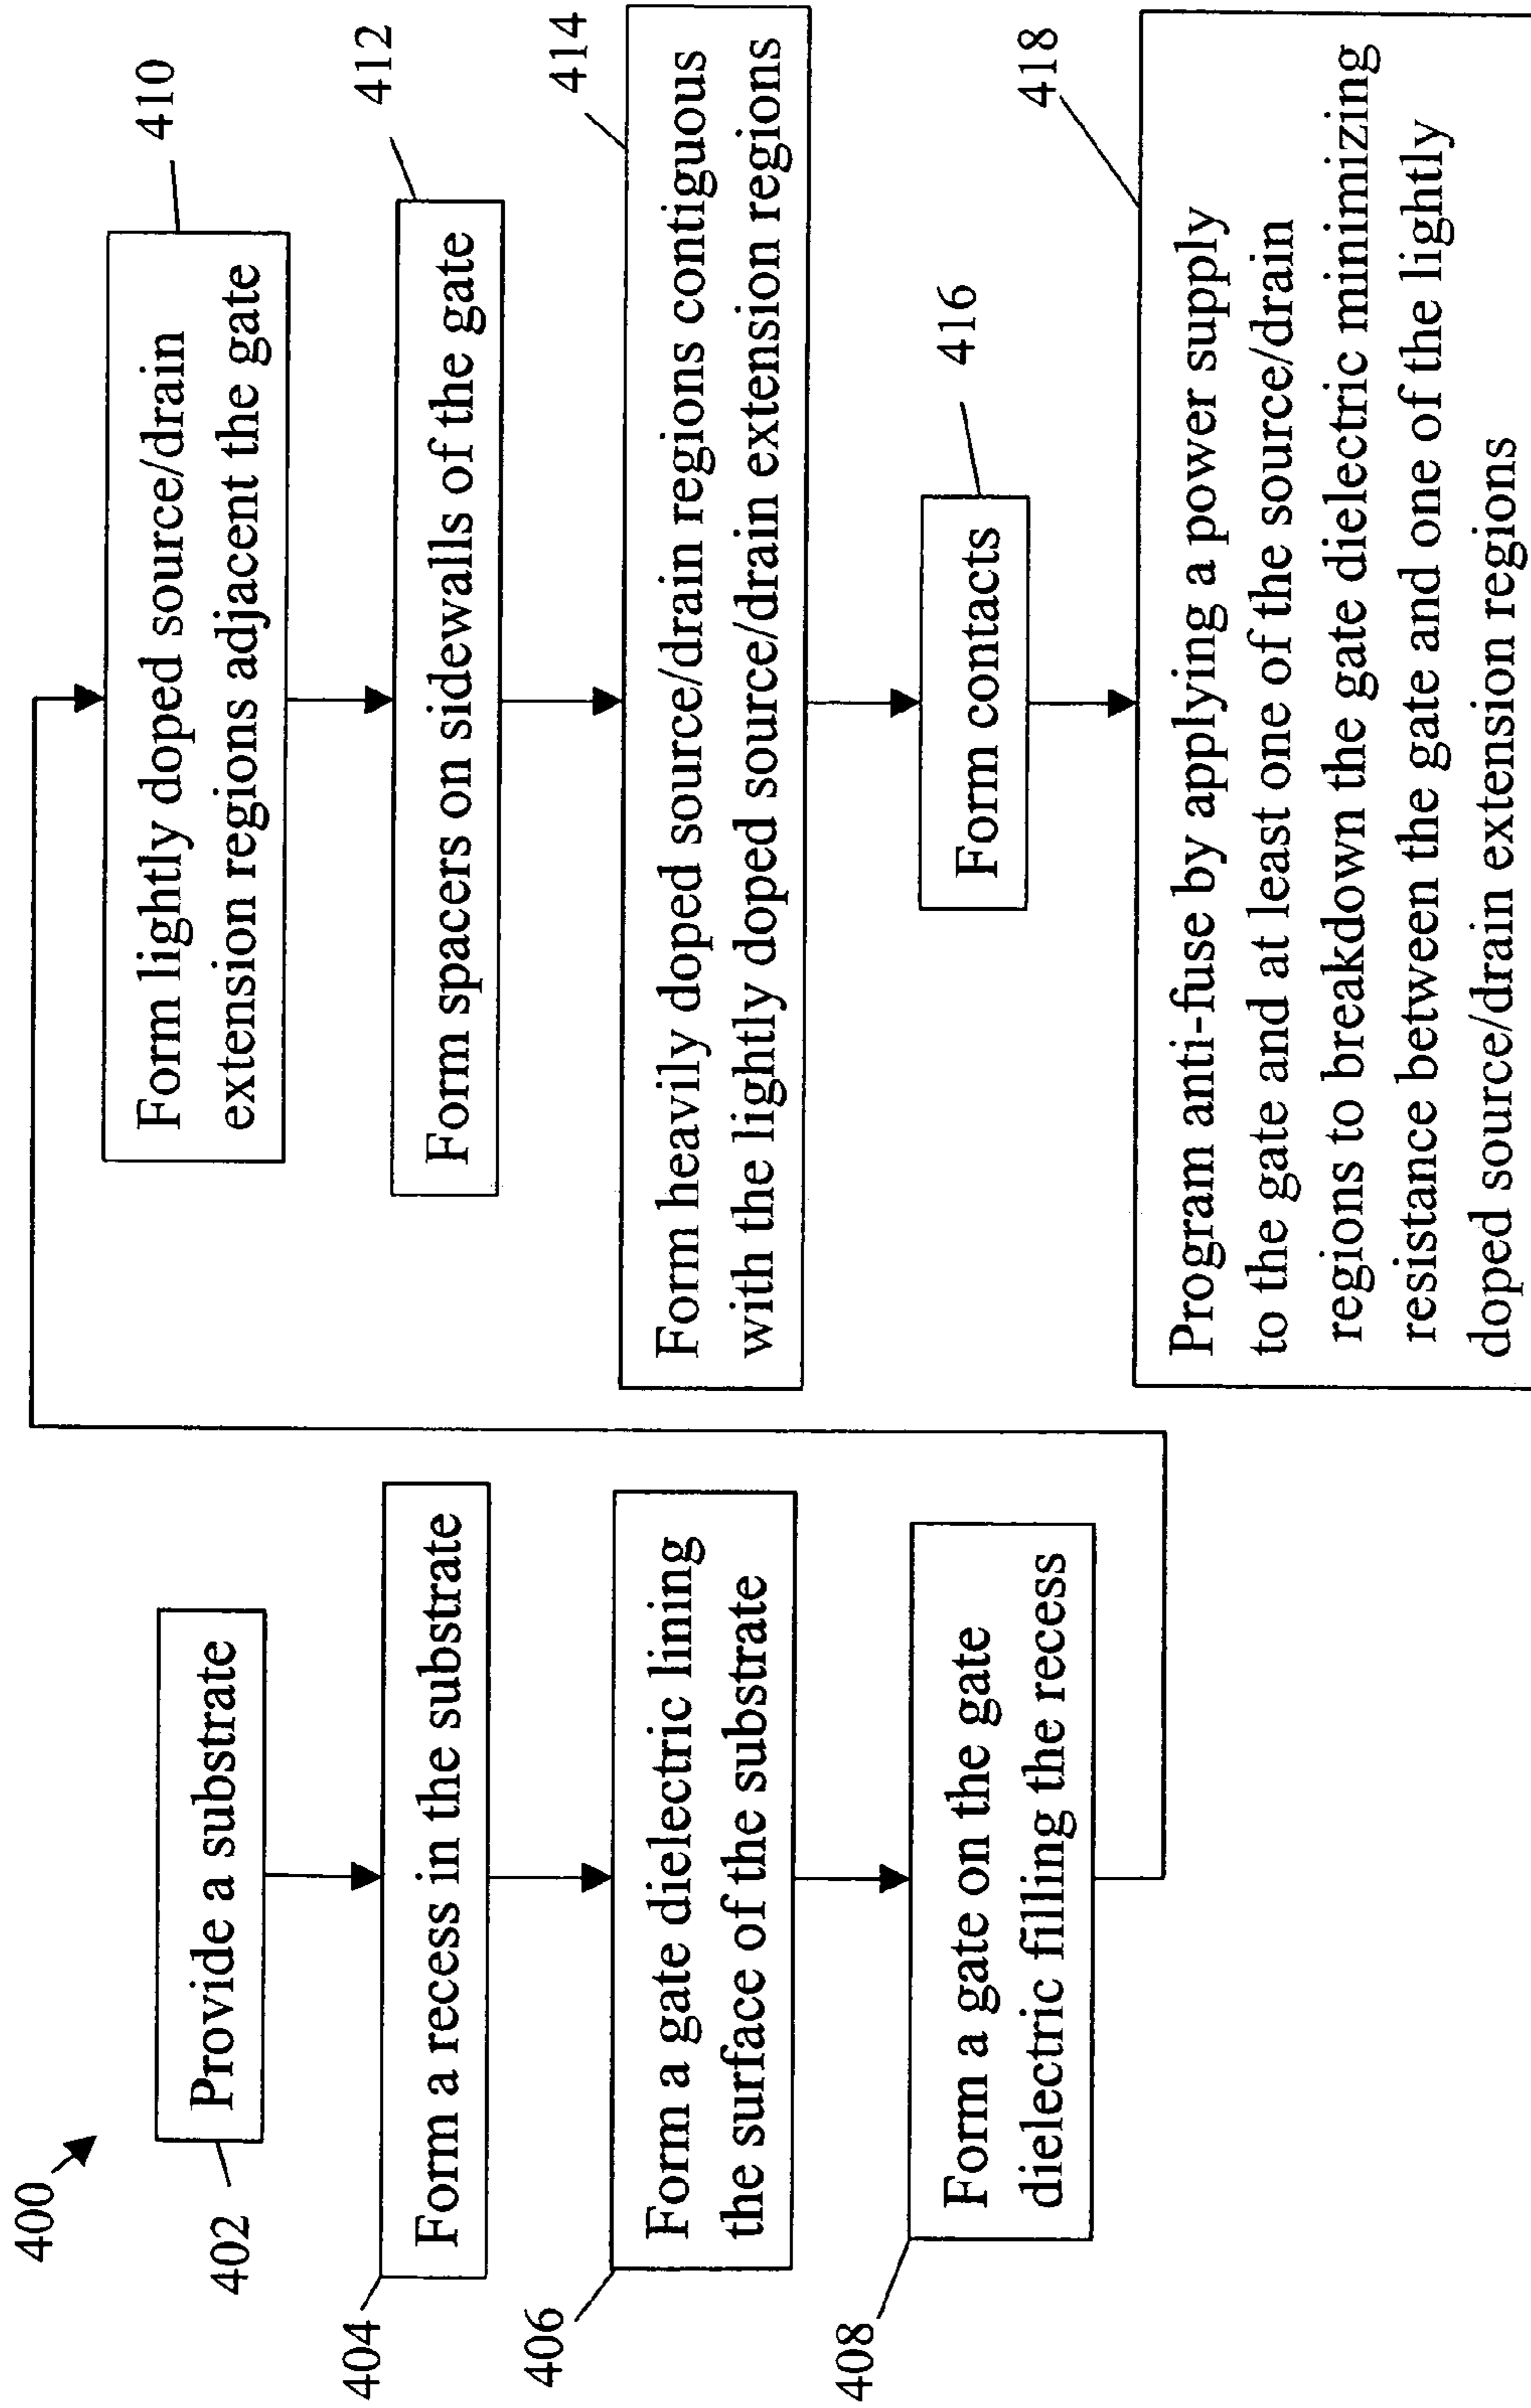 400
402
Provide a substrate
404
Form a recess in the substrate
406
Form a gate dielectric lining
the surface of the substrate
408
Form a gate on the gate
dielectric filling the recess
410
Form lightly doped source/drain
extension regions adjacent the gate
412
Form spacers on sidewalls of the gate
414
Form heavily doped source/drain regions contiguous
with the lightly doped source/drain extension regions
416
Form contacts
418
Program anti-fuse by applying a power supply
to the gate and at least one of the source/drain
regions to breakdown the gate dielectric minimizing
resistance between the gate and one of the lightly
doped source/drain extension regions